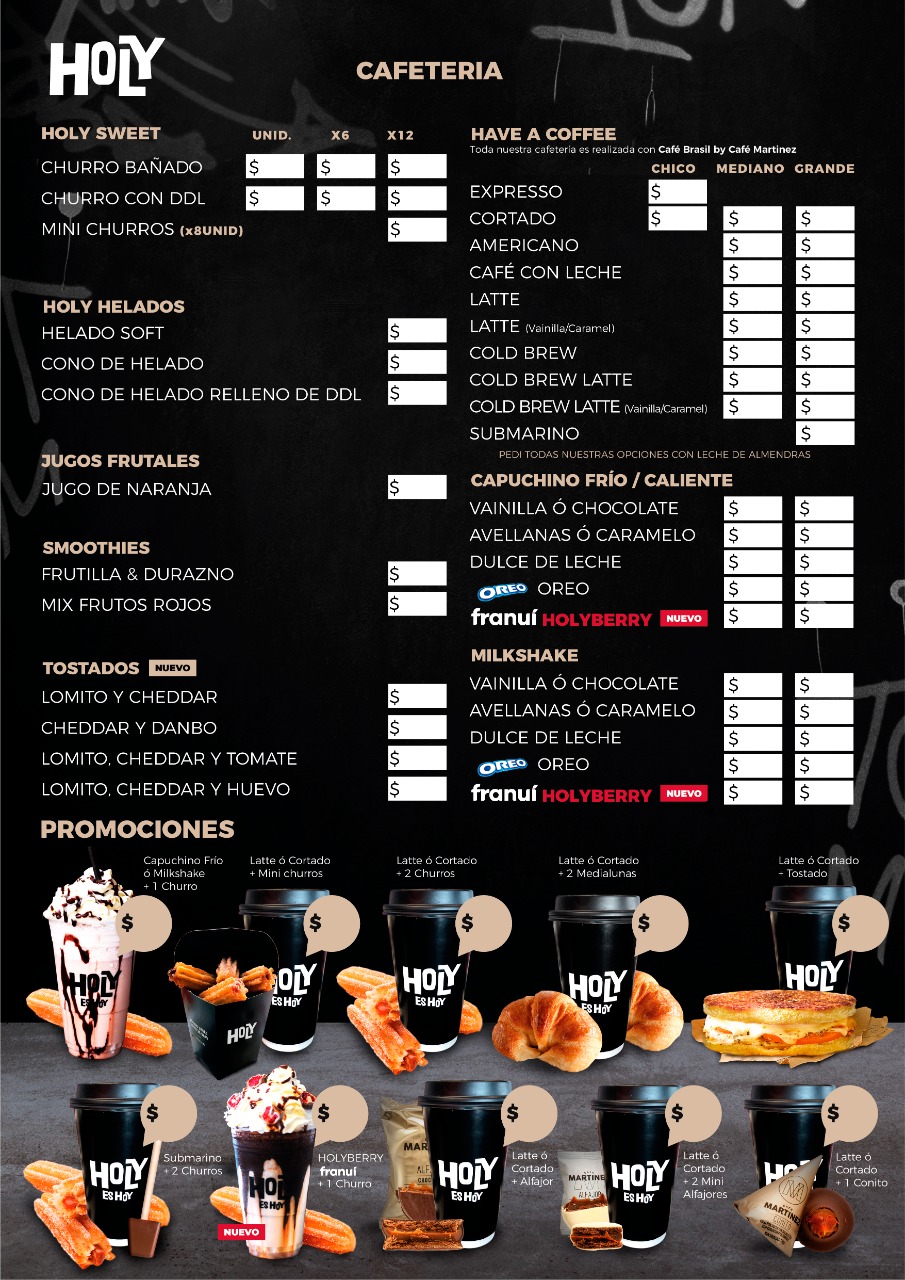 HOLY
CAFETERIA
HOLY SWEET UNID. X6 X12
CHURRO BAÑADO $ $ $
CHURRO CON DDL $ $ $
MINI CHURROS (x8UNID) $
HOLY HELADOS
HELADO SOFT $
CONO DE HELADO $
CONO DE HELADO RELLENO DE DDL $
JUGOS FRUTALES
JUGO DE NARANJA $
SMOOTHIES
FRUTILLA & DURAZNO $
MIX FRUTOS ROJOS $
TOSTADOS NUEVO
LOMITO Y CHEDDAR $
CHEDDAR Y DANBO $
LOMITO, CHEDDAR Y TOMATE $
LOMITO, CHEDDAR Y HUEVO $
HAVE A COFFEE
Toda nuestra cafetería es realizada con Café Brasil by Café Martinez
CHICO MEDIANO GRANDE
EXPRESSO $
CORTADO $ $ $
AMERICANO $ $
CAFÉ CON LECHE $ $
LATTE $ $
LATTE (Vainilla/Caramel) $ $
COLD BREW $ $
COLD BREW LATTE $ $
COLD BREW LATTE (Vainilla/Caramel) $ $
SUBMARINO $
PEDI TODAS NUESTRAS OPCIONES CON LECHE DE ALMENDRAS
CAPUCHINO FRÍO / CALIENTE
VAINILLA Ó CHOCOLATE $ $
AVELLANAS Ó CARAMELO $ $
DULCE DE LECHE $ $
OREO OREO $ $
franuí HOLYBERRY NUEVO $ $
MILKSHAKE
VAINILLA Ó CHOCOLATE $ $
AVELLANAS Ó CARAMELO $ $
DULCE DE LECHE $ $
OREO OREO $ $
franuí HOLYBERRY NUEVO $ $
PROMOCIONES
Capuchino Frío
ó Milkshake
+ 1 Churro
$
HOLY
ES HOY
Latte ó Cortado
+ Mini churros
$
HOLY
ES HOY
HOLY
Latte ó Cortado
+ 2 Churros
$
HOLY
ES HOY
Latte ó Cortado
+ 2 Medialunas
$
HOLY
ES HOY
Latte ó Cortado
+ Tostado
$
HOLY
$
Submarino
+ 2 Churros
HOLY
ES HOY
$
HOLYBERRY
franuí
+ 1 Churro
HOLY
NUEVO
$
Latte ó
Cortado
+ Alfajor
HOLY
ES HOY
$
Latte ó
Cortado
+ 2 Mini
Alfajores
MARTINE
ALFAJOR
HOLY
ES HOY
$
Latte ó
Cortado
+ 1 Conito
HOLY
MARTINE